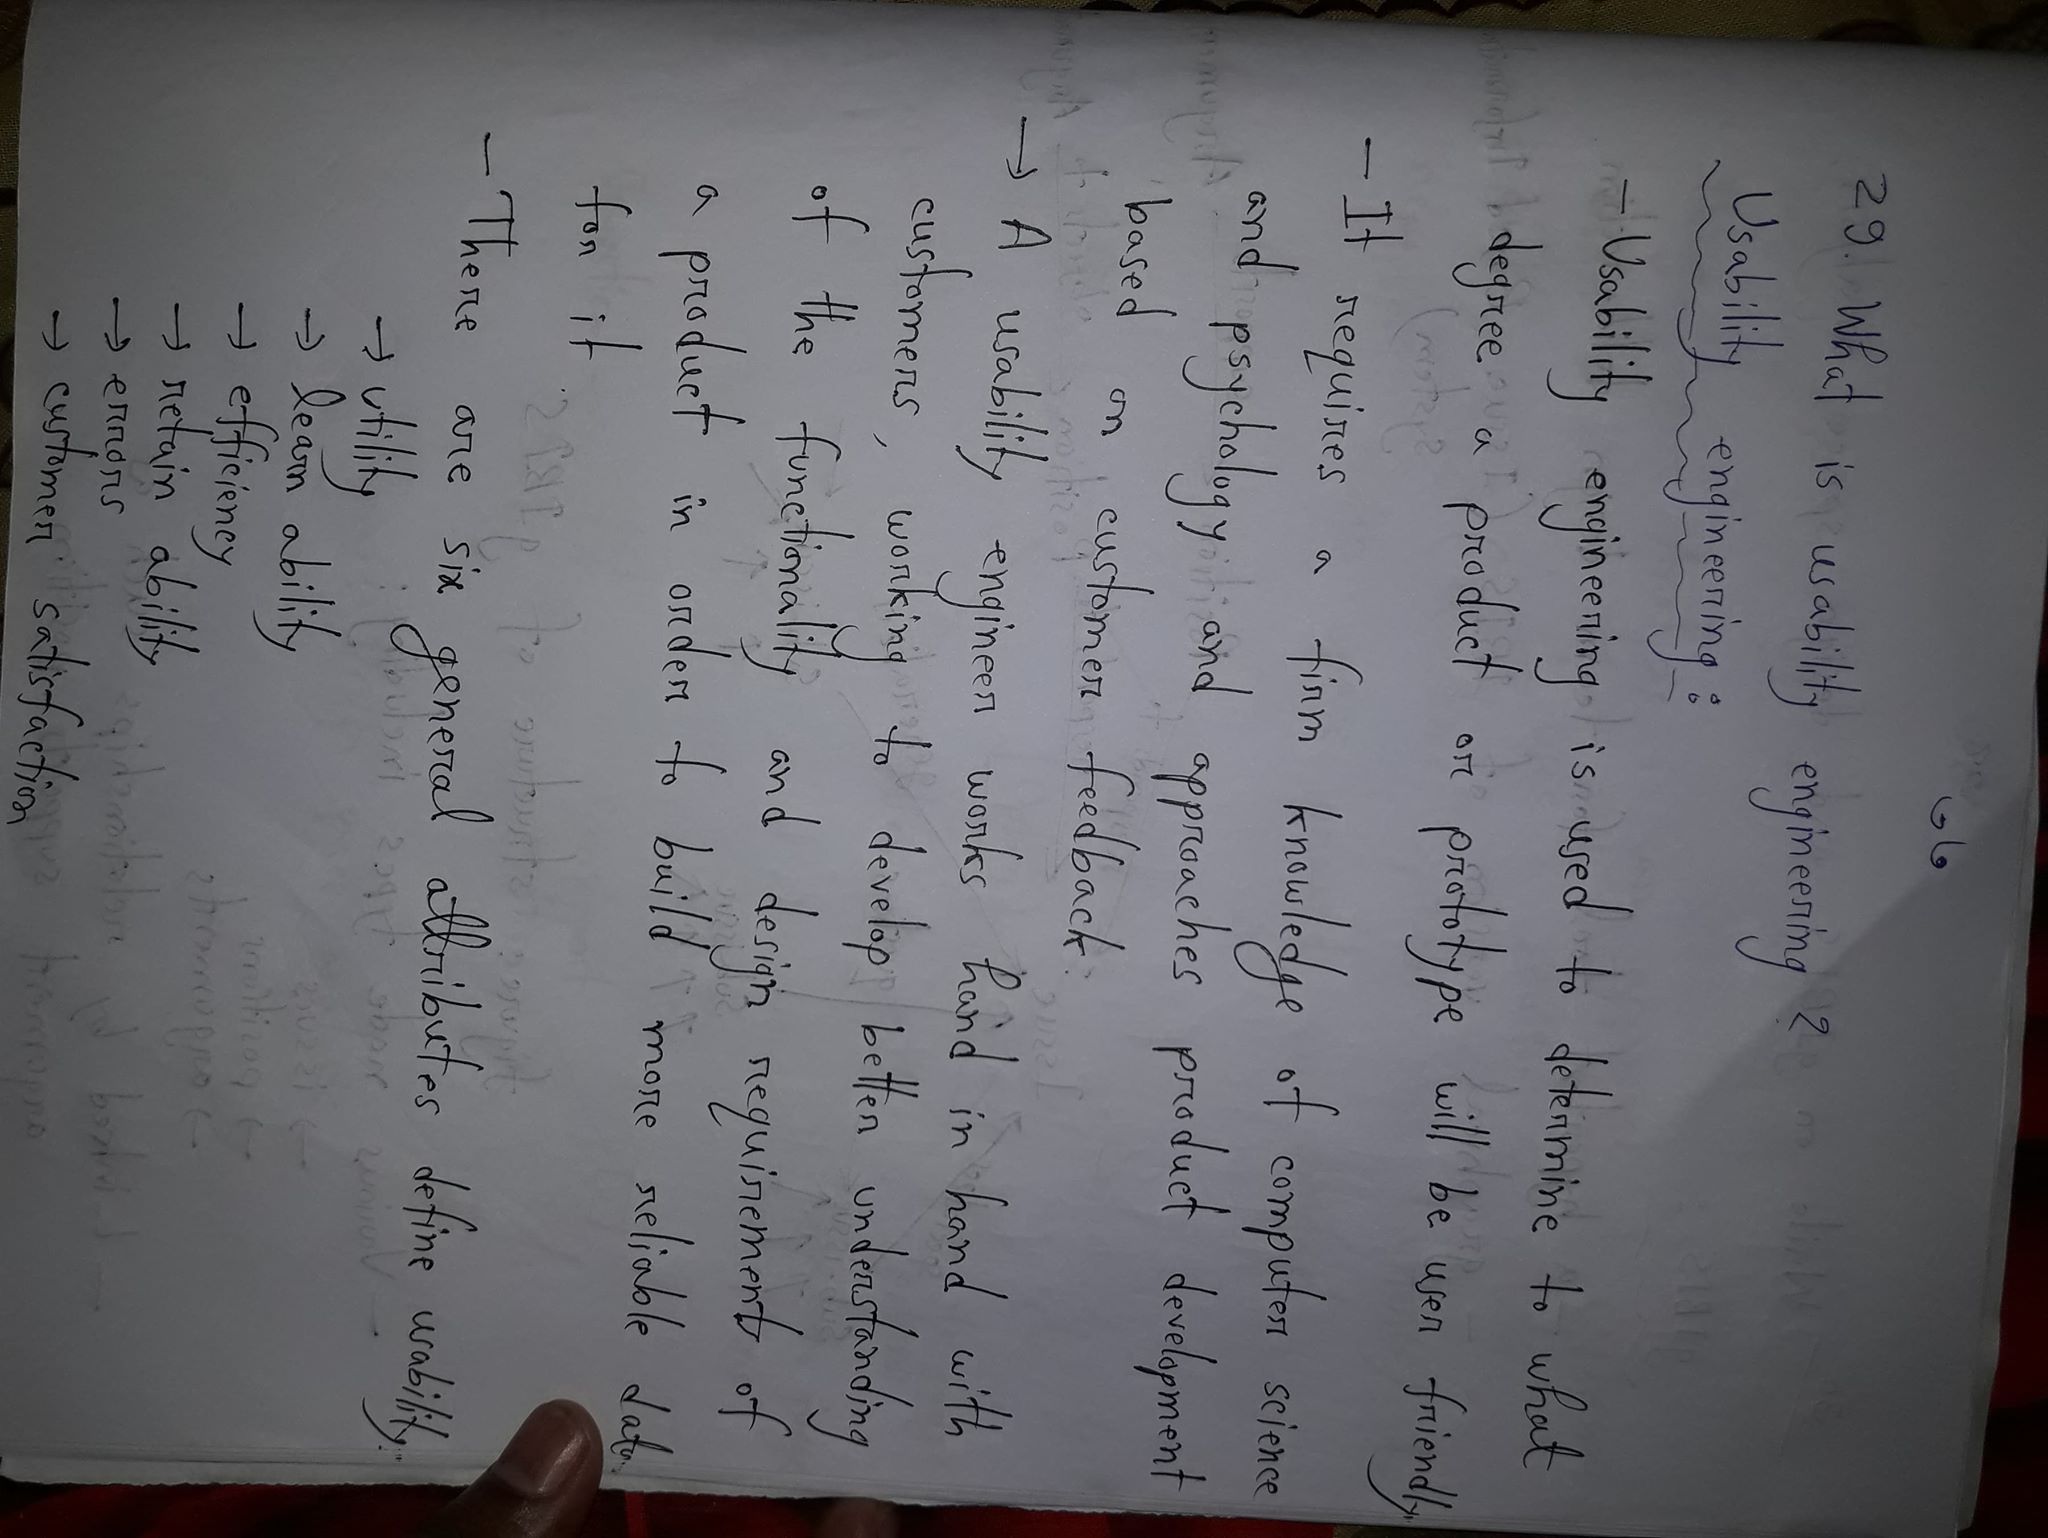 ৩৬
29. What is usability engineering ?
Usability engineering :
- Usability engineering is used to determine to what
degree a product or prototype will be user friendly.
- It requires a firm knowledge of computer science
and psychology and approaches product development
based on customer feedback.
→ A usability engineer works hand in hand with
customers, working to develop better understanding
of the functionality and design requirements of
a product in order to build more reliable data
for it.
- There are six general attributes define usability.
→ utility
→ learn ability
→ efficiency
→ retain ability
→ errors
→ customer satisfaction